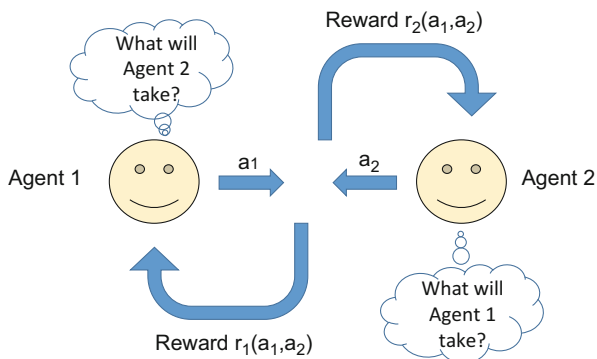 Reward r₂(a₁,a₂)
What will
Agent 2
take?
Agent 1
a₁
a₂
Agent 2
What will
Agent 1
take?
Reward r₁(a₁,a₂)